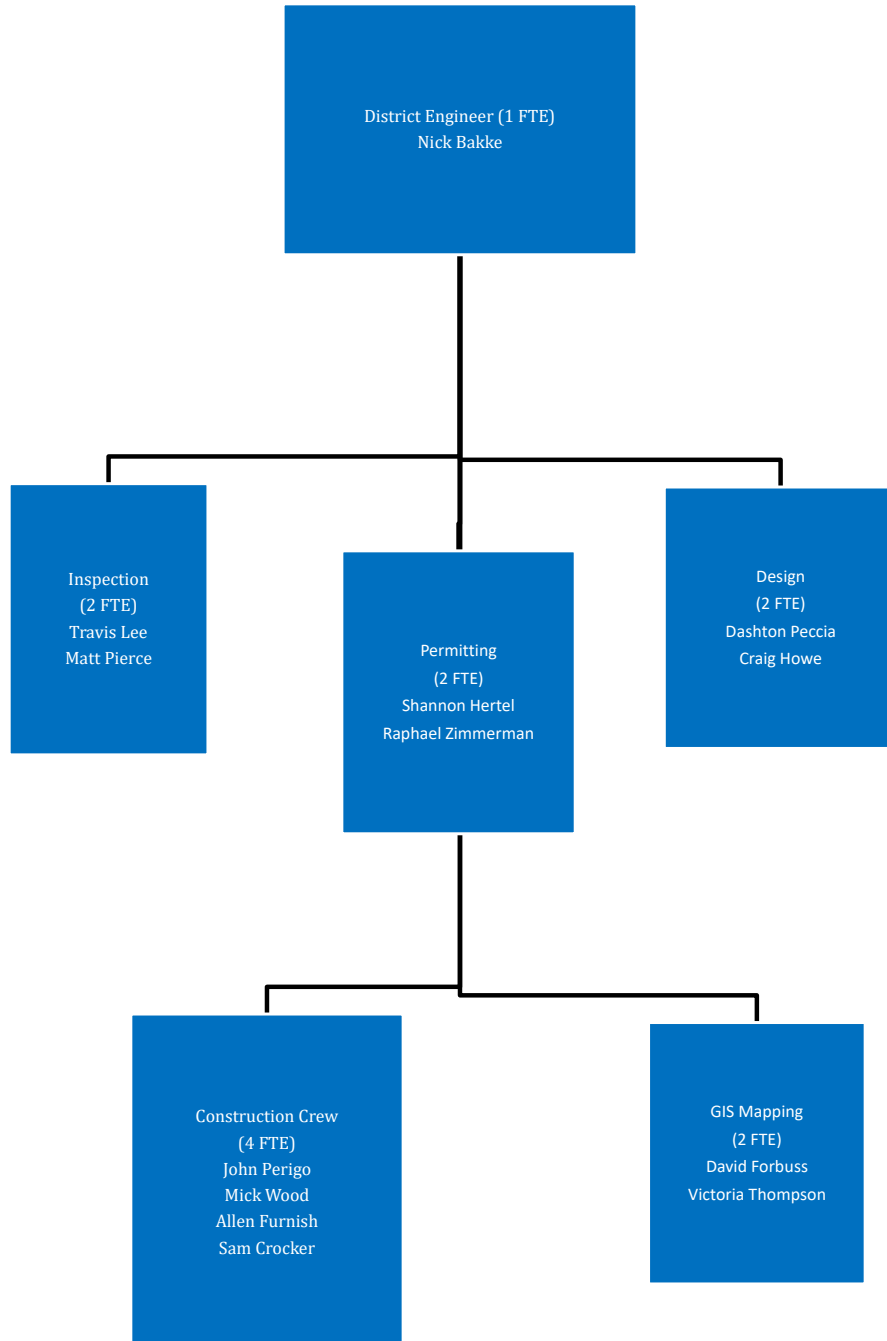 District Engineer (1 FTE)
Nick Bakke
Inspection
(2 FTE)
Travis Lee
Matt Pierce
Permitting
(2 FTE)
Shannon Hertel
Raphael Zimmerman
Design
(2 FTE)
Dashton Peccia
Craig Howe
Construction Crew
(4 FTE)
John Perigo
Mick Wood
Allen Furnish
Sam Crocker
GIS Mapping
(2 FTE)
David Forbuss
Victoria Thompson